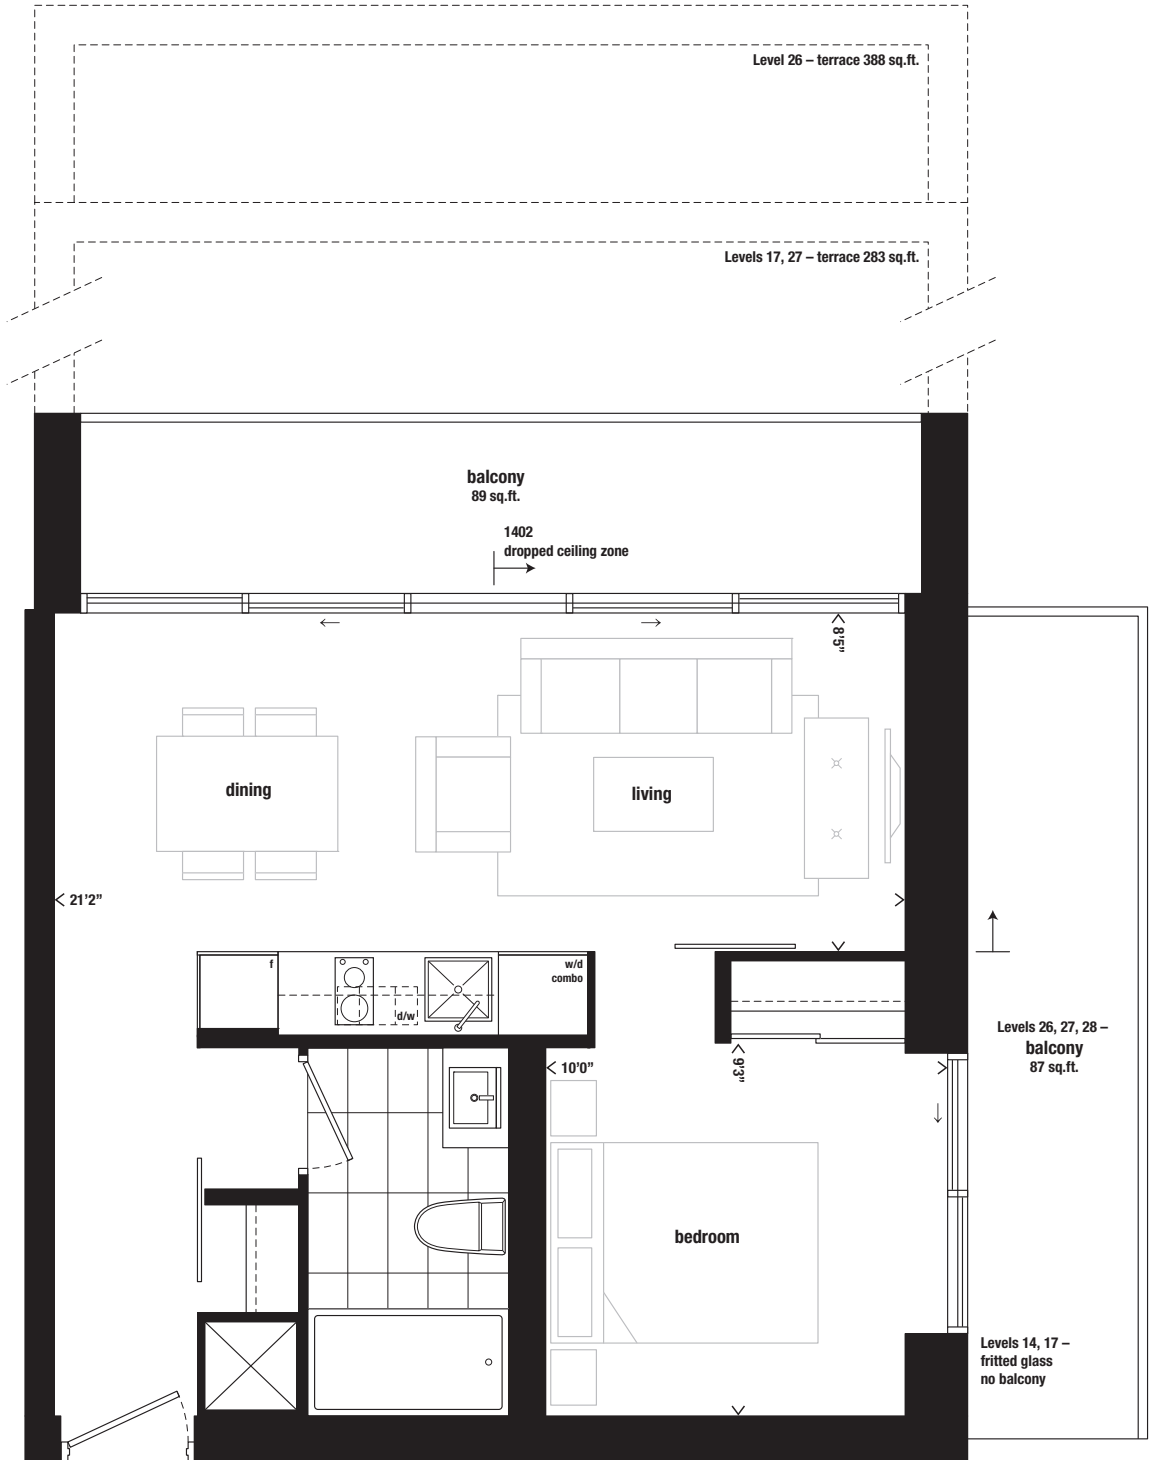 Level 26 – terrace 388 sq.ft.
Levels 17, 27 – terrace 283 sq.ft.
balcony
89 sq.ft.
1402
dropped ceiling zone
8'5"
dining
living
21'2"
f
w/d
combo
d/w
10'0"
9'3"
Levels 26, 27, 28 –
balcony
87 sq.ft.
bedroom
Levels 14, 17 –
fritted glass
no balcony